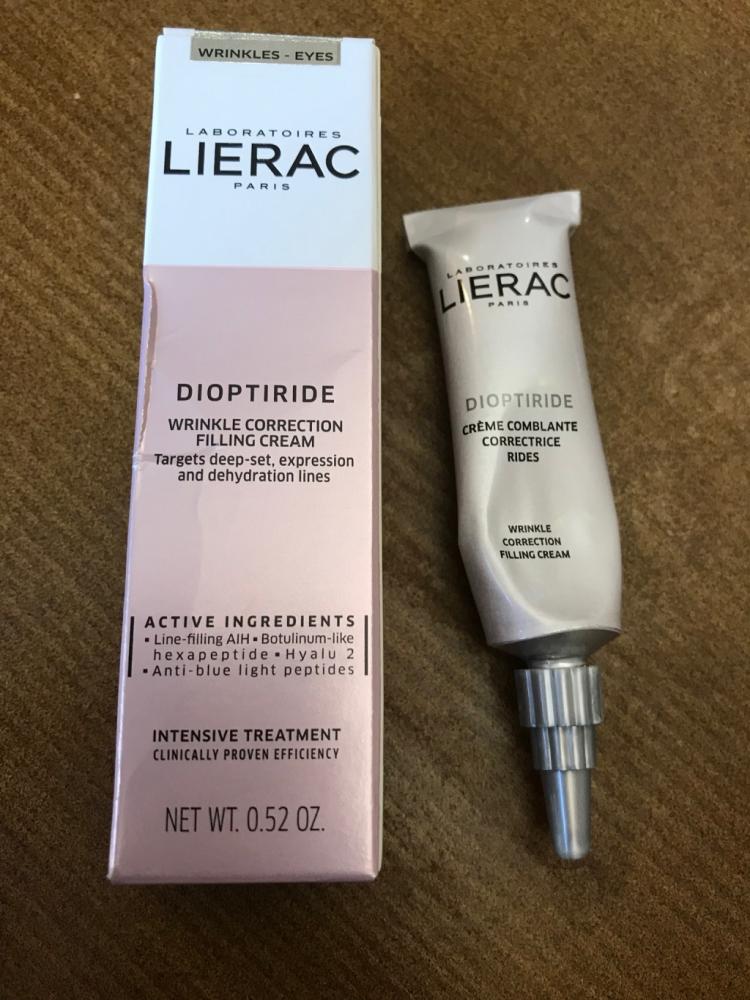 WRINKLES - EYES
LABORATOIRES
LIERAC
PARIS
DIOPTIRIDE
WRINKLE CORRECTION
FILLING CREAM
Targets deep-set, expression
and dehydration lines
ACTIVE INGREDIENTS
▪ Line-filling AIH ▪ Botulinum-like
hexapeptide ▪ Hyalu 2
▪ Anti-blue light peptides
INTENSIVE TREATMENT
CLINICALLY PROVEN EFFICIENCY
NET WT. 0.52 OZ.
LABORATOIRES
LIERAC
PARIS
DIOPTIRIDE
CRÈME COMBLANTE
CORRECTRICE
RIDES
WRINKLE
CORRECTION
FILLING CREAM